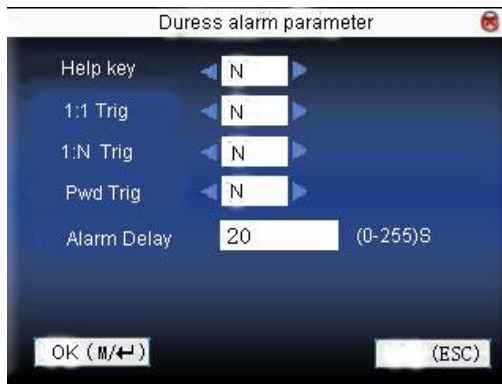 Duress alarm parameter
Help key N
1:1 Trig N
1:N Trig N
Pwd Trig N
Alarm Delay 20 (0-255)S
OK (M/↵) (ESC)